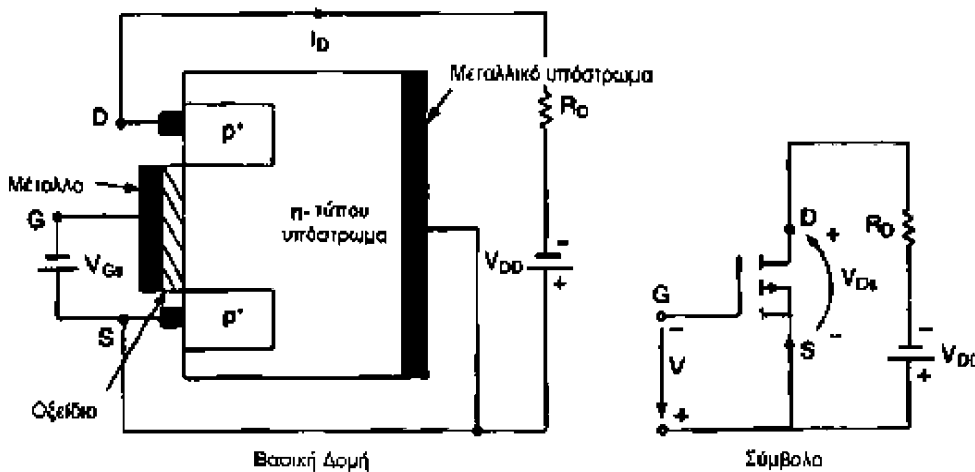 I_D
Μεταλλικό υπόστρωμα
R_D
D
p⁺
Μέταλλο
G
n- τύπου
υπόστρωμα
V_GS
V_DD
-
+
S
p⁺
Οξείδιο
Βασική Δομή
D
+
R_D
V_DS
G
-
V
+
S
-
-
V_DD
+
Σύμβολο